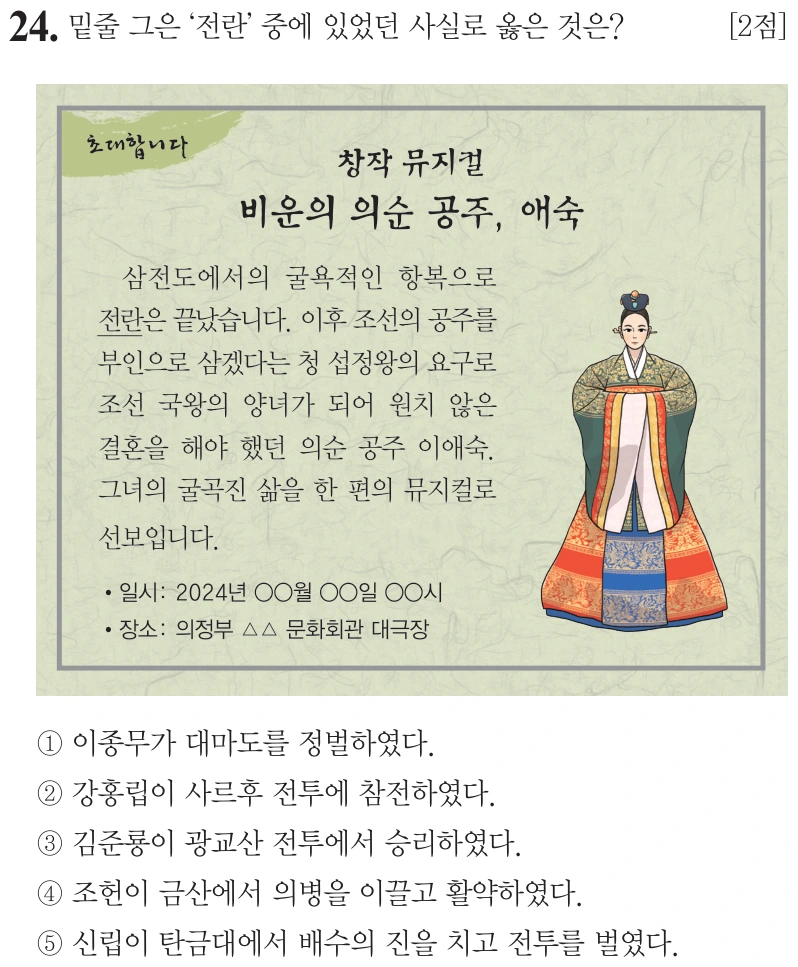 24. 밑줄 그은 ‘전란’ 중에 있었던 사실로 옳은 것은? [2점]
초대합니다
창작 뮤지컬
비운의 의순 공주, 애숙
삼전도에서의 굴욕적인 항복으로
전란은 끝났습니다. 이후 조선의 공주를
부인으로 삼겠다는 청 섭정왕의 요구로
조선 국왕의 양녀가 되어 원치 않은
결혼을 해야 했던 의순 공주 이애숙.
그녀의 굴곡진 삶을 한 편의 뮤지컬로
선보입니다.
• 일시: 2024년 ○○월 ○○일 ○○시
• 장소: 의정부 △△ 문화회관 대극장
① 이종무가 대마도를 정벌하였다.
② 강홍립이 사르후 전투에 참전하였다.
③ 김준룡이 광교산 전투에서 승리하였다.
④ 조헌이 금산에서 의병을 이끌고 활약하였다.
⑤ 신립이 탄금대에서 배수의 진을 치고 전투를 벌였다.